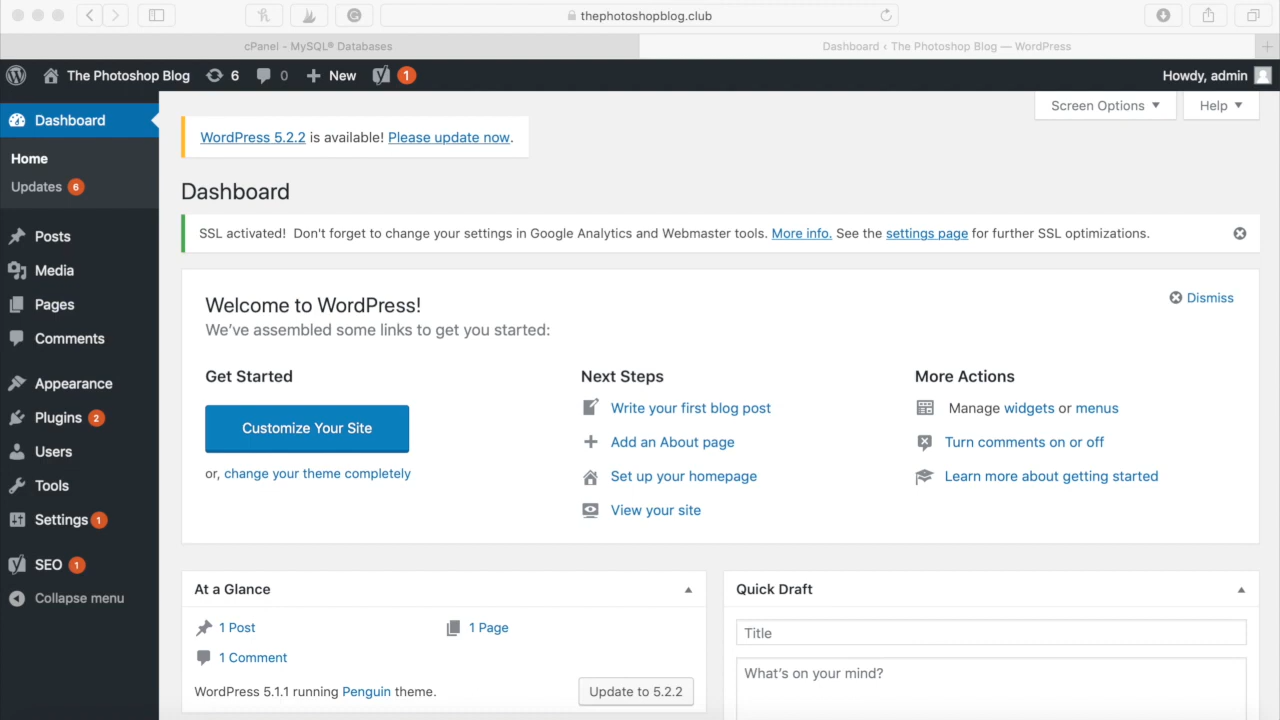 thephotoshopblog.club
cPanel - MySQL® Databases
Dashboard ‹ The Photoshop Blog — WordPress
The Photoshop Blog 6 0 New 1 Howdy, admin
Screen Options Help
Dashboard
Home
Updates 6
Posts
Media
Pages
Comments
Appearance
Plugins 2
Users
Tools
Settings 1
SEO 1
Collapse menu
WordPress 5.2.2 is available! Please update now.
Dashboard
SSL activated! Don't forget to change your settings in Google Analytics and Webmaster tools. More info. See the settings page for further SSL optimizations.
Welcome to WordPress!
We've assembled some links to get you started:
Dismiss
Get Started
Customize Your Site
or, change your theme completely
Next Steps
Write your first blog post
Add an About page
Set up your homepage
View your site
More Actions
Manage widgets or menus
Turn comments on or off
Learn more about getting started
At a Glance
1 Post
1 Page
1 Comment
WordPress 5.1.1 running Penguin theme.
Update to 5.2.2
Quick Draft
Title
What's on your mind?